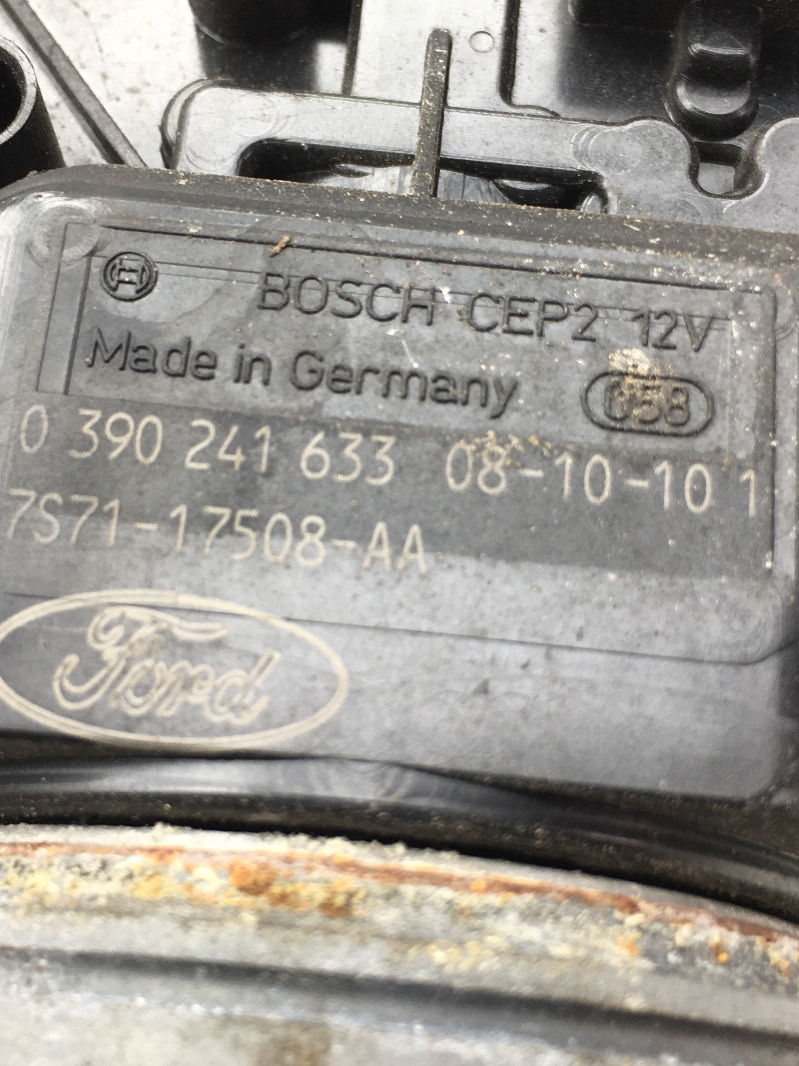 BOSCH CEP2 12V
Made in Germany 058
0 390 241 633 08-10-10 1
7S71-17508-AA
Ford